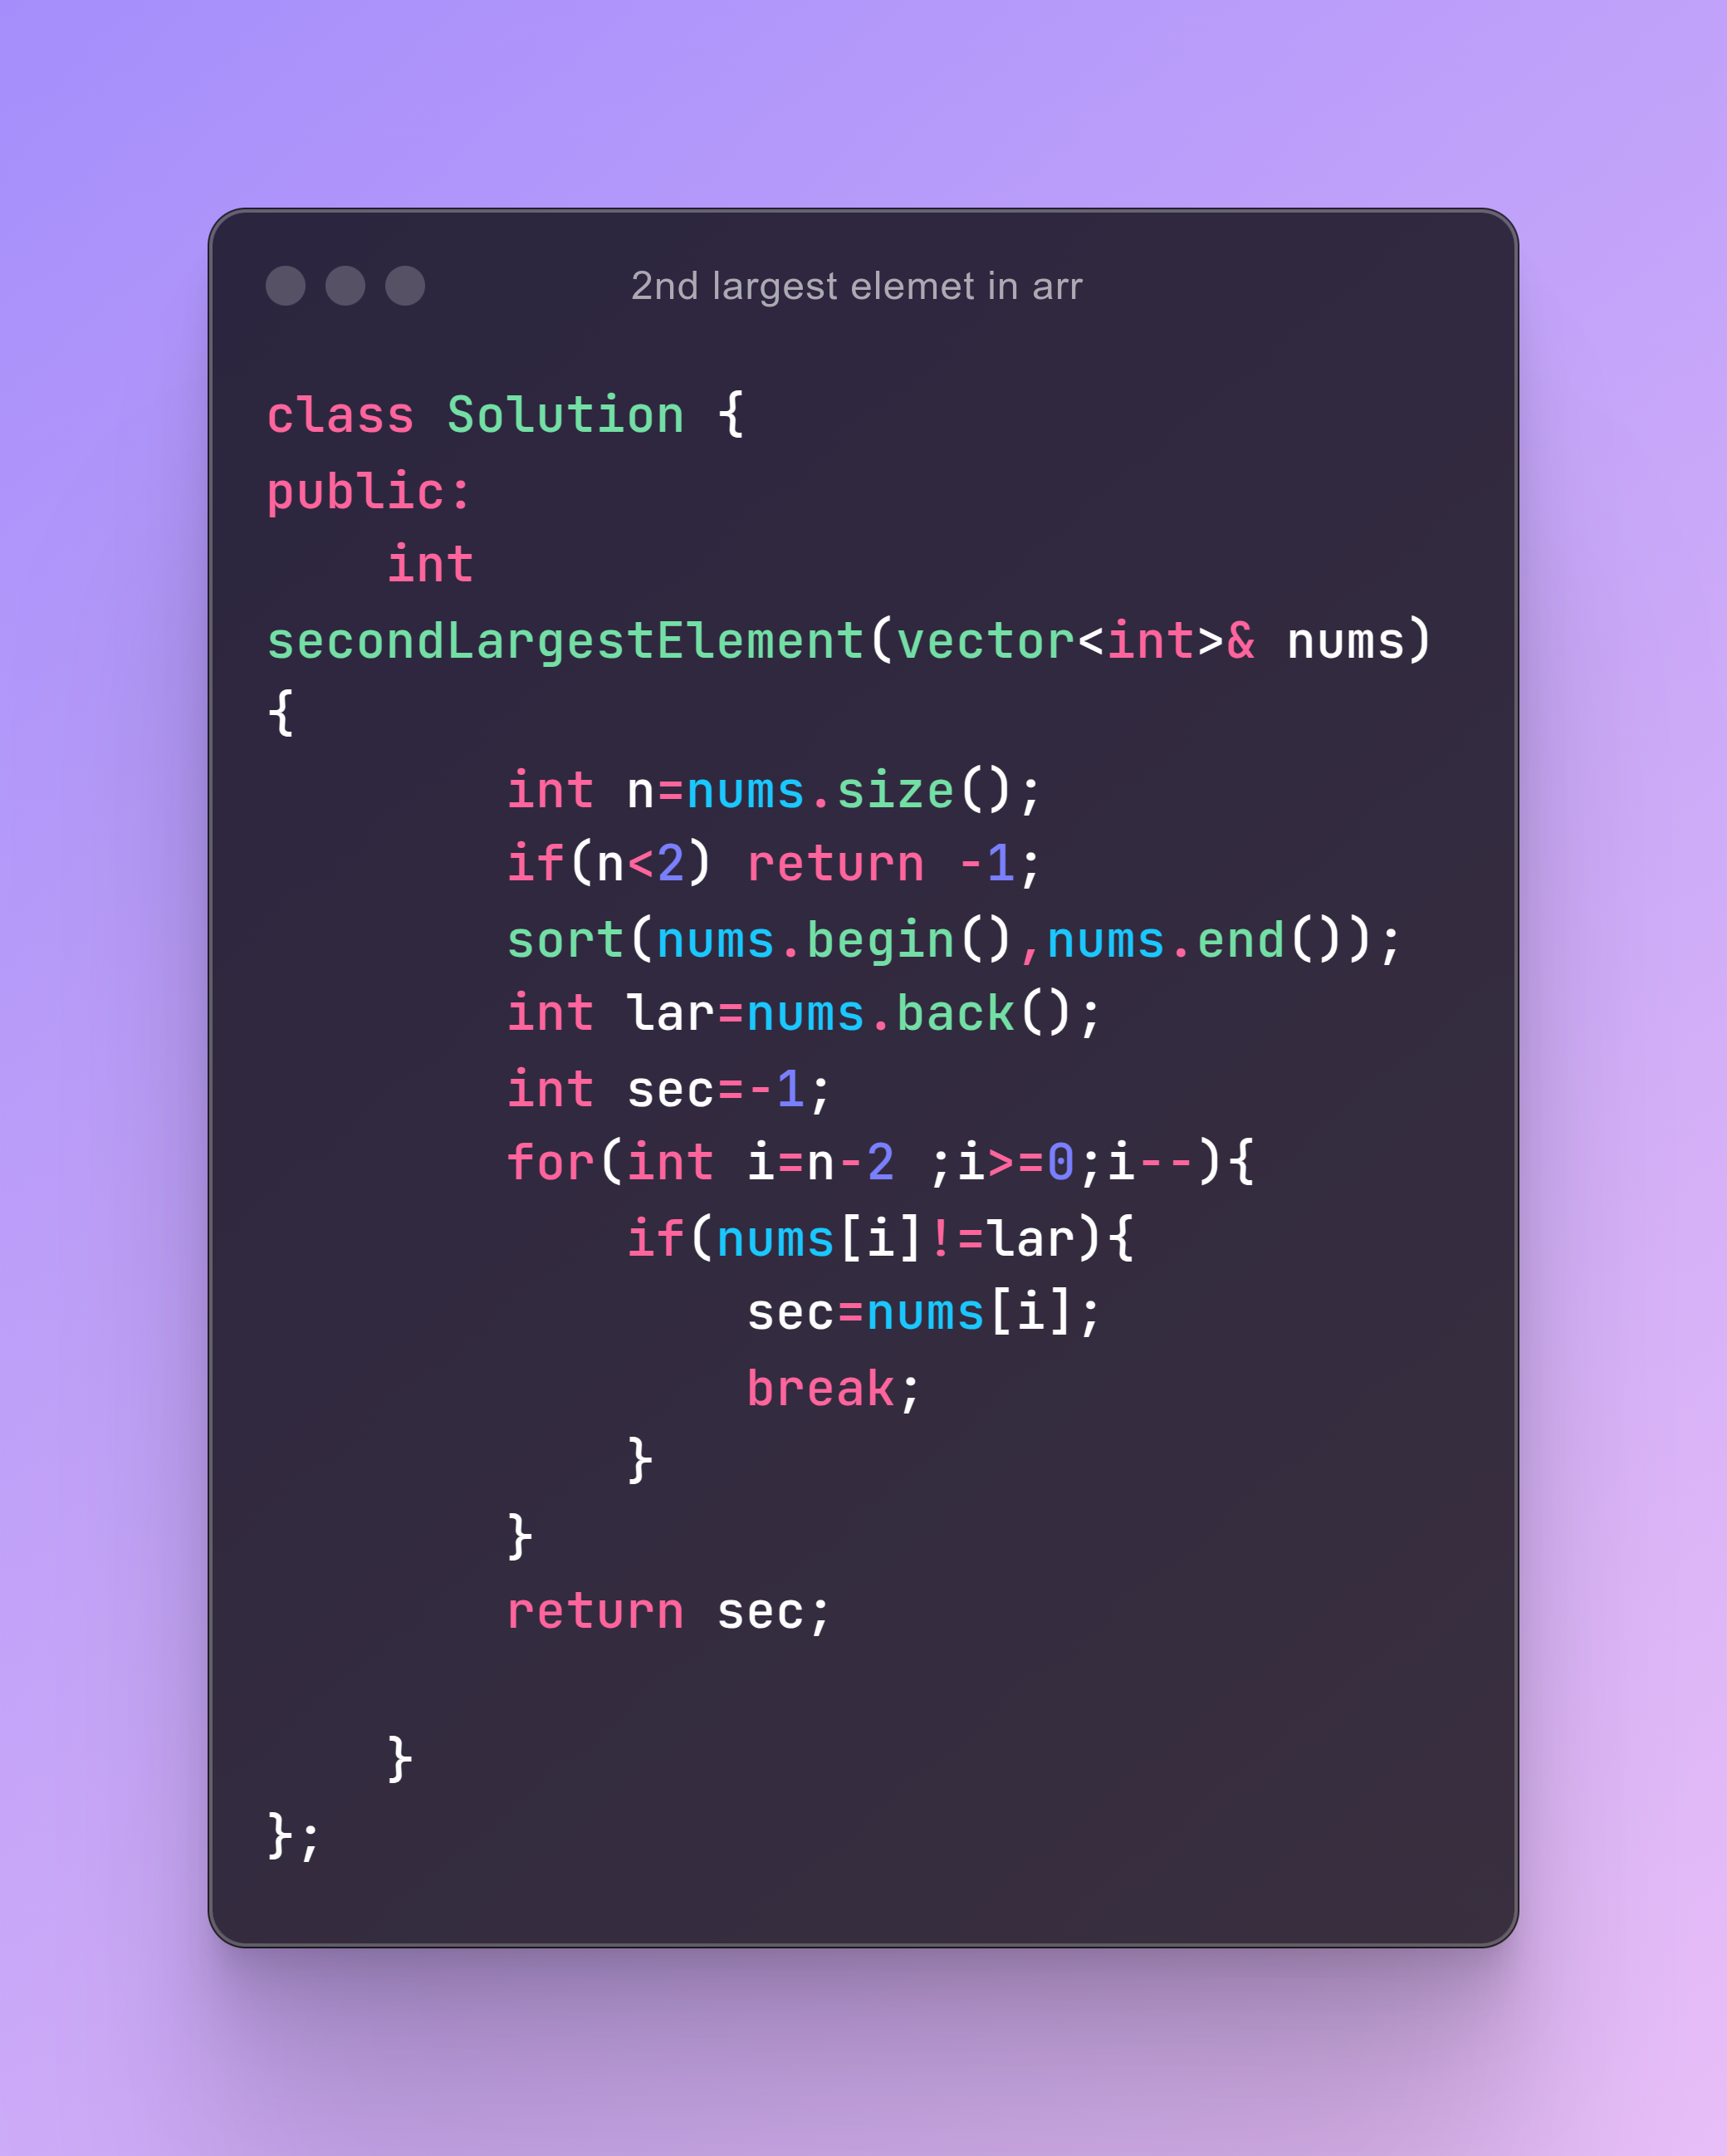 2nd largest elemet in arr
class Solution {
public:
    int
secondLargestElement(vector<int>& nums)
{
        int n=nums.size();
        if(n<2) return -1;
        sort(nums.begin(),nums.end());
        int lar=nums.back();
        int sec=-1;
        for(int i=n-2 ;i>=0;i--){
            if(nums[i]!=lar){
                sec=nums[i];
                break;
            }
        }
        return sec;

    }
};